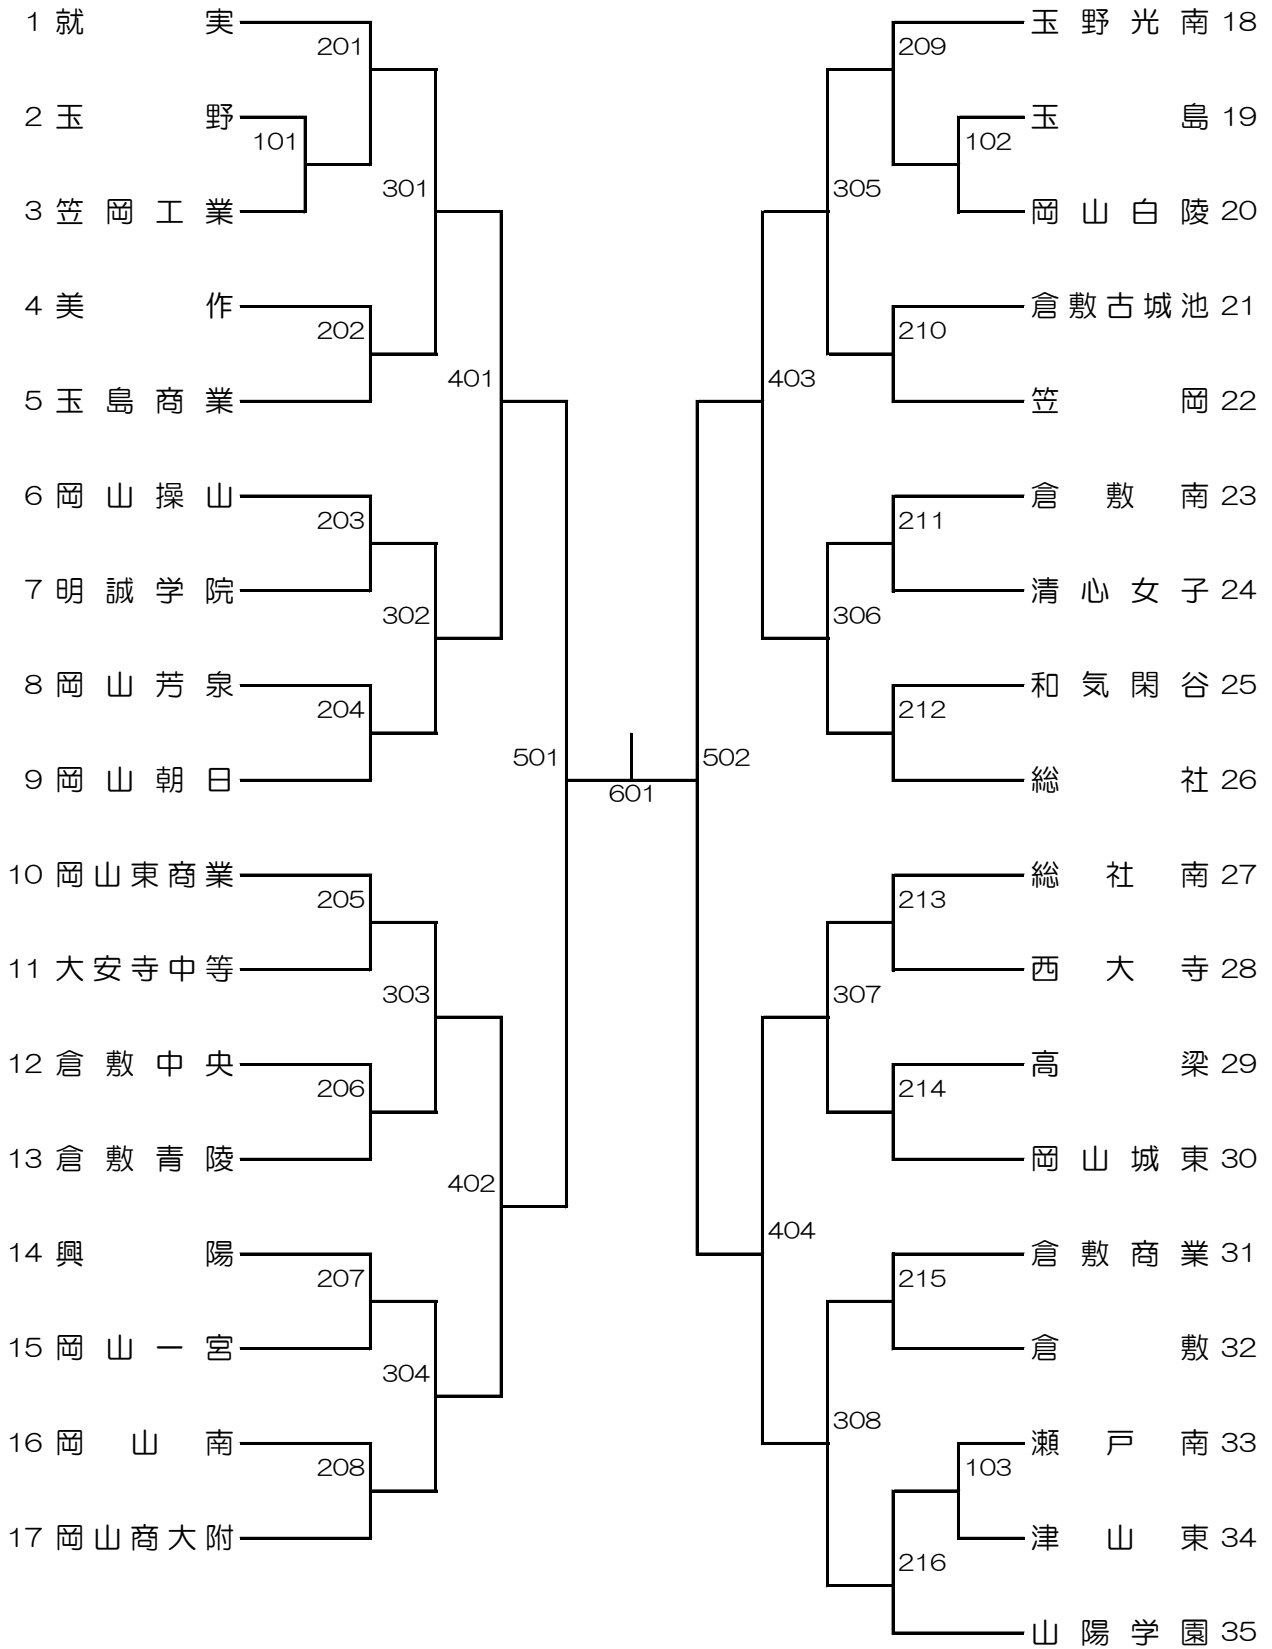 1 就実
201
2 玉野
101
3 笠岡工業
301
4 美作
202
5 玉島商業
401
6 岡山操山
203
7 明誠学院
302
8 岡山芳泉
204
9 岡山朝日
501
10 岡山東商業
205
11 大安寺中等
303
12 倉敷中央
206
13 倉敷青陵
402
14 興陽
207
15 岡山一宮
304
16 岡山南
208
17 岡山商大附
601
玉野光南 18
209
玉島 19
102
岡山白陵 20
305
倉敷古城池 21
210
笠岡 22
403
倉敷南 23
211
清心女子 24
306
和気閑谷 25
212
総社 26
502
総社南 27
213
西大寺 28
307
高梁 29
214
岡山城東 30
404
倉敷商業 31
215
倉敷 32
308
瀬戸南 33
103
津山東 34
216
山陽学園 35